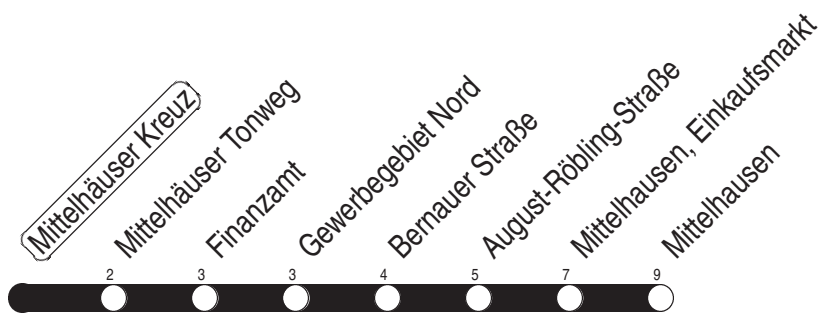 Mittelhäuser Kreuz
Mittelhäuser Tonweg
Finanzamt
Gewerbegebiet Nord
Bernauer Straße
August-Röbling-Straße
Mittelhausen, Einkaufsmarkt
Mittelhausen
2 3 3 4 5 7 9